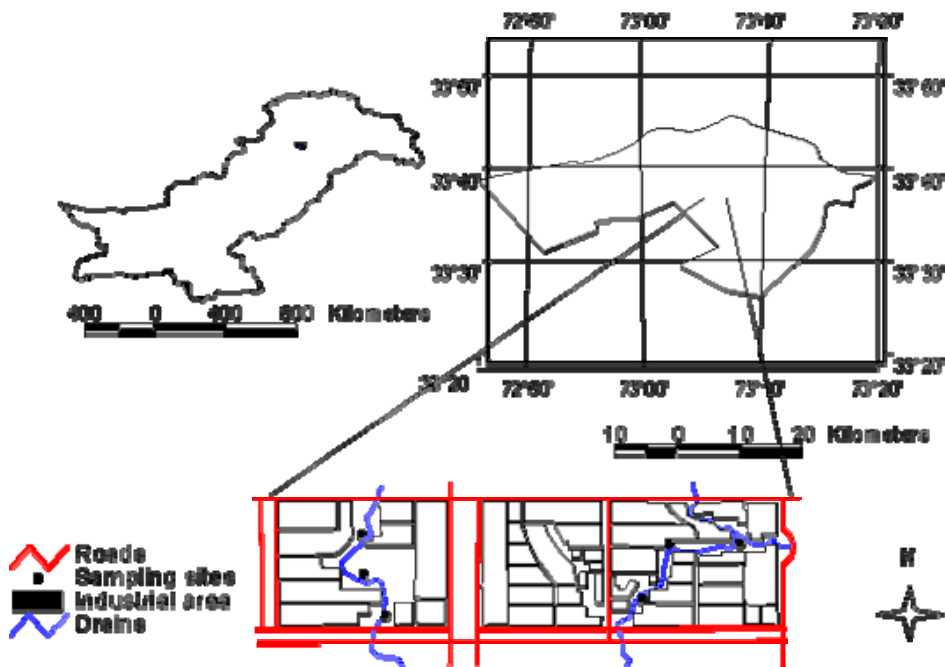 72°50' 73°00' 73°10' 73°20'
33°50' 33°50'
33°40' 33°40'
33°30' 33°30'
400 0 400 800 Kilometers
33°20' 33°20'
72°50' 73°00' 73°10' 73°20'
10 0 10 20 Kilometers
Roads
Sampling sites
Industrial area
Drains
N